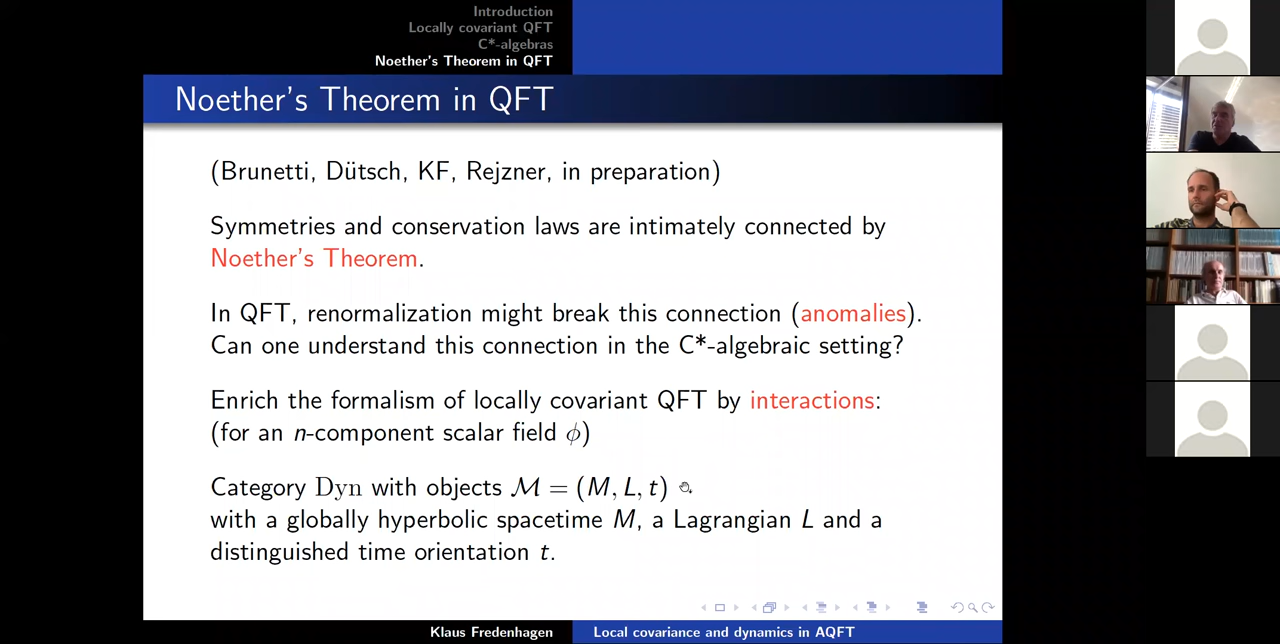 Introduction
Locally covariant QFT
C*-algebras
Noether's Theorem in QFT
Noether's Theorem in QFT
(Brunetti, Dütsch, KF, Rejzner, in preparation)
Symmetries and conservation laws are intimately connected by
Noether's Theorem.
In QFT, renormalization might break this connection (anomalies).
Can one understand this connection in the C*-algebraic setting?
Enrich the formalism of locally covariant QFT by interactions:
(for an n-component scalar field ϕ)
Category Dyn with objects ℳ = (M, L, t)
with a globally hyperbolic spacetime M, a Lagrangian L and a
distinguished time orientation t.
Klaus Fredenhagen
Local covariance and dynamics in AQFT